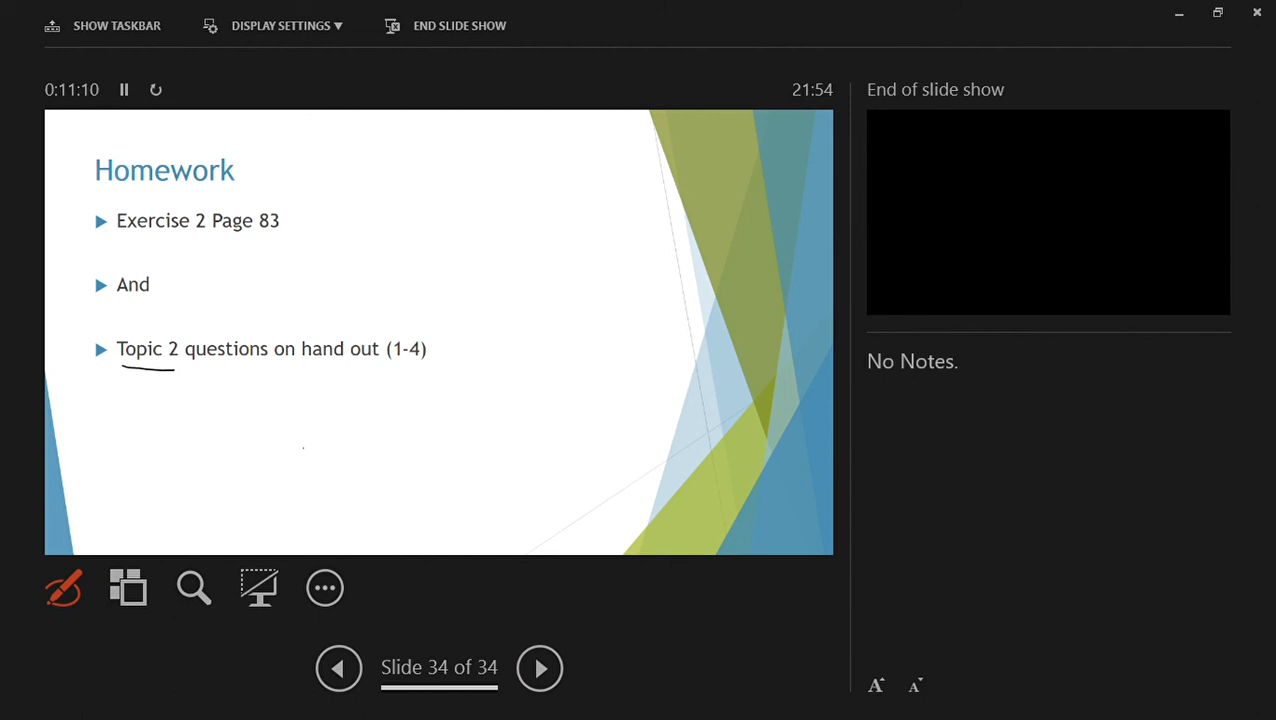 SHOW TASKBAR DISPLAY SETTINGS ▼ END SLIDE SHOW
0:11:10 21:54
Homework
Exercise 2 Page 83
And
Topic 2 questions on hand out (1-4)
Slide 34 of 34
End of slide show
No Notes.
A A